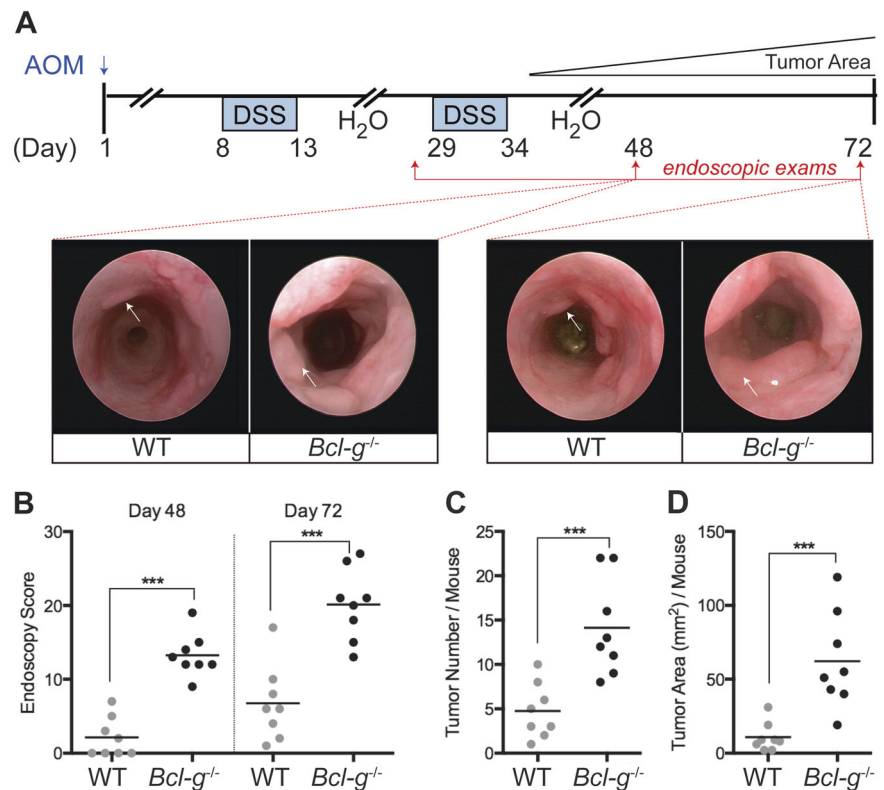 A
AOM
Tumor Area
DSS
H2O
DSS
H2O
(Day)
1
8
13
29
34
48
72
endoscopic exams
WT
Bcl-g-/-
WT
Bcl-g-/-
B
Day 48
Day 72
Endoscopy Score
30
20
10
0
***
***
WT
Bcl-g-/-
WT
Bcl-g-/-
C
Tumor Number / Mouse
25
20
15
10
5
0
***
WT
Bcl-g-/-
D
Tumor Area (mm2) / Mouse
150
100
50
0
***
WT
Bcl-g-/-